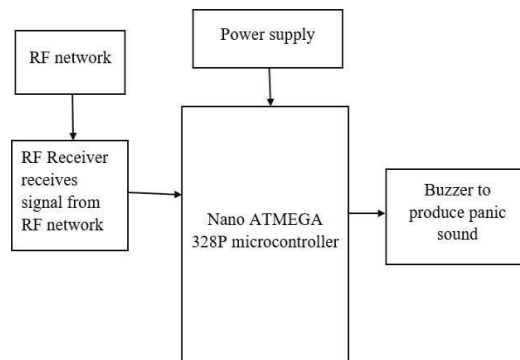 Power supply
RF network
RF Receiver
receives
signal from
RF network
Nano ATMEGA
328P microcontroller
Buzzer to
produce panic
sound